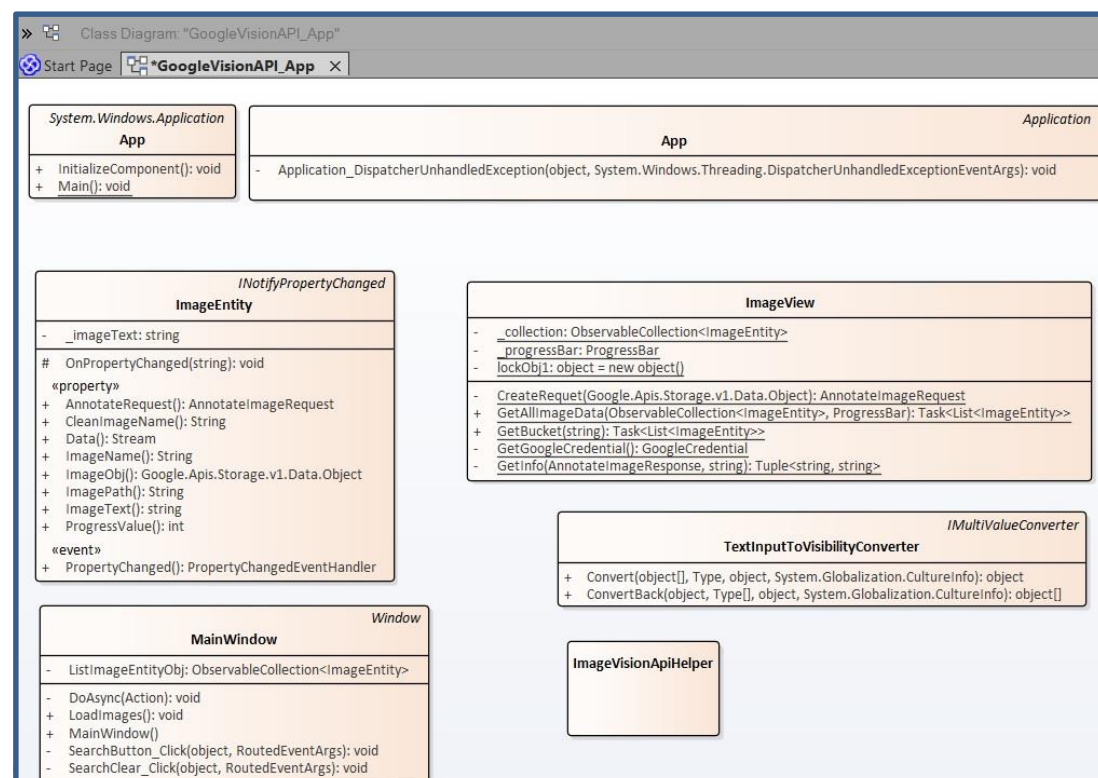 » Class Diagram: "GoogleVisionAPI_App"
Start Page *GoogleVisionAPI_App ×
System.Windows.Application
App
+ InitializeComponent(): void
+ Main(): void
Application
App
- Application_DispatcherUnhandledException(object, System.Windows.Threading.DispatcherUnhandledExceptionEventArgs): void
INotifyPropertyChanged
ImageEntity
- _imageText: string
# OnPropertyChanged(string): void
«property»
+ AnnotateRequest(): AnnotateImageRequest
+ CleanImageName(): String
+ Data(): Stream
+ ImageName(): String
+ ImageObj(): Google.Apis.Storage.v1.Data.Object
+ ImagePath(): String
+ ImageText(): string
+ ProgressValue(): int
«event»
+ PropertyChanged(): PropertyChangedEventHandler
ImageView
- _collection: ObservableCollection<ImageEntity>
- _progressBar: ProgressBar
- lockObj1: object = new object()
- CreateRequet(Google.Apis.Storage.v1.Data.Object): AnnotateImageRequest
+ GetAllImageData(ObservableCollection<ImageEntity>, ProgressBar): Task<List<ImageEntity>>
+ GetBucket(string): Task<List<ImageEntity>>
- GetGoogleCredential(): GoogleCredential
- GetInfo(AnnotateImageResponse, string): Tuple<string, string>
IMultiValueConverter
TextInputToVisibilityConverter
+ Convert(object[], Type, object, System.Globalization.CultureInfo): object
+ ConvertBack(object, Type[], object, System.Globalization.CultureInfo): object[]
Window
MainWindow
- ListImageEntityObj: ObservableCollection<ImageEntity>
- DoAsync(Action): void
+ LoadImages(): void
+ MainWindow()
- SearchButton_Click(object, RoutedEventArgs): void
- SearchClear_Click(object, RoutedEventArgs): void
ImageVisionApiHelper